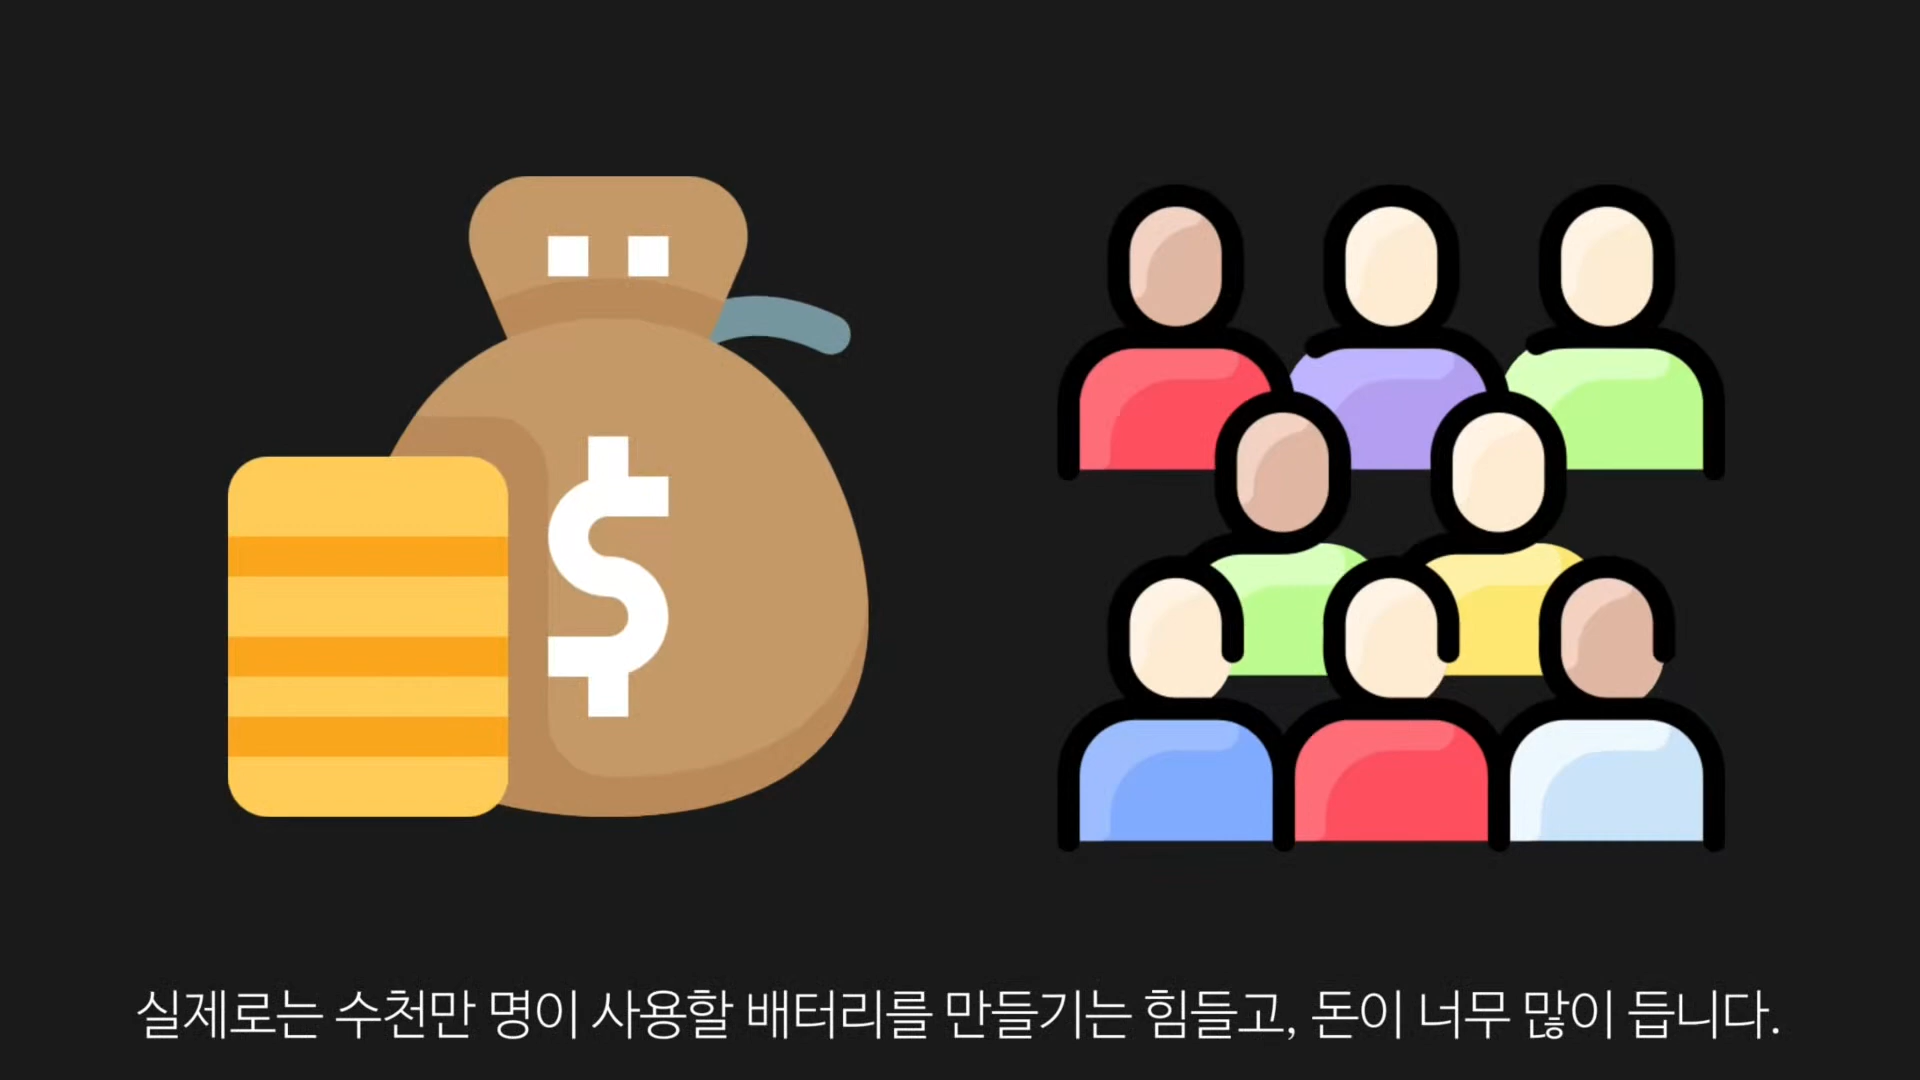 $
실제로는 수천만 명이 사용할 배터리를 만들기는 힘들고, 돈이 너무 많이 듭니다.